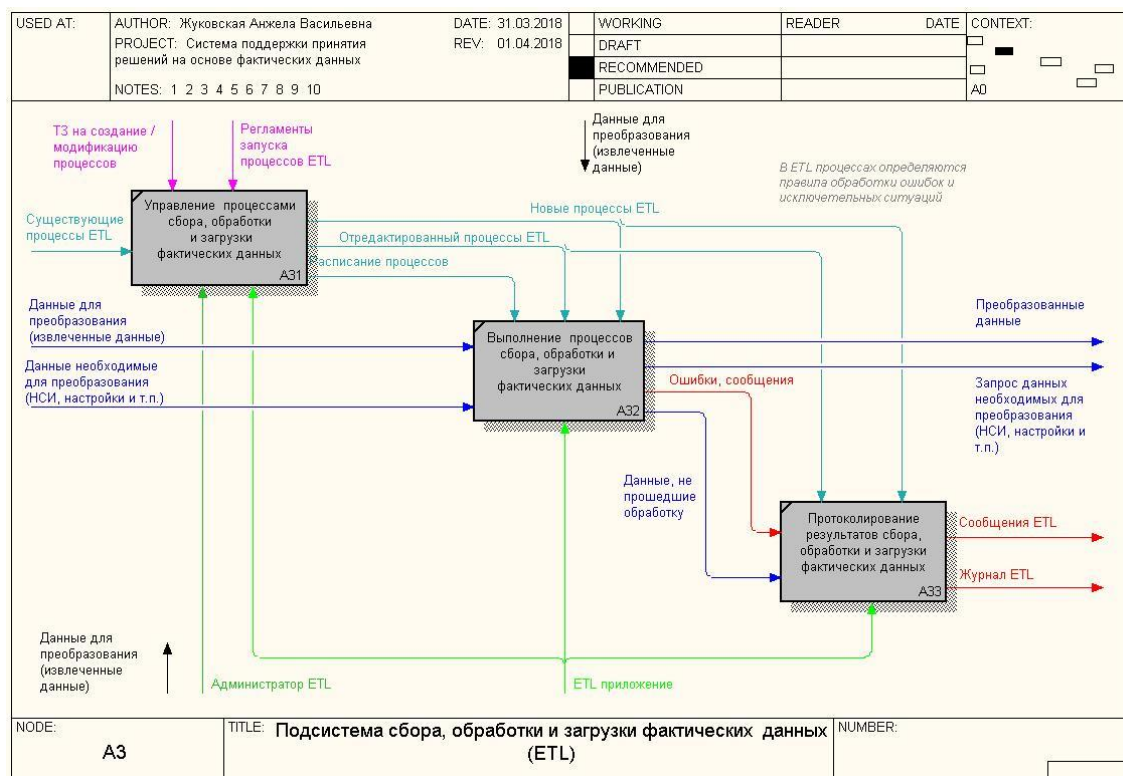 USED AT:
AUTHOR: Жуковская Анжела Васильевна
DATE: 31.03.2018
PROJECT: Система поддержки принятия
решений на основе фактических данных
REV: 01.04.2018
NOTES: 1 2 3 4 5 6 7 8 9 10
WORKING
DRAFT
RECOMMENDED
PUBLICATION
READER
DATE
CONTEXT:
A0
ТЗ на создание /
модификацию
процессов
Регламенты
запуска
процессов ETL
Данные для
преобразования
(извлеченные
данные)
В ETL процессах определяются
правила обработки ошибок и
исключительных ситуаций
Существующие
процессы ETL
Управление процессами
сбора, обработки
и загрузки
фактических данных
A31
Новые процессы ETL
Отредактированный процессы ETL
Расписание процессов
Данные для
преобразования
(извлеченные данные)
Данные необходимые
для преобразования
(НСИ, настройки и т.п.)
Выполнение процессов
сбора, обработки и
загрузки
фактических данных
A32
Преобразованные
данные
Ошибки, сообщения
Запрос данных
необходимых для
преобразования
(НСИ, настройки и
т.п.)
Данные, не
прошедшие
обработку
Протоколирование
результатов сбора,
обработки и загрузки
фактических данных
A33
Сообщения ETL
Журнал ETL
Данные для
преобразования
(извлеченные
данные)
Администратор ETL
ETL приложение
NODE:
A3
TITLE: Подсистема сбора, обработки и загрузки фактических данных
(ETL)
NUMBER: